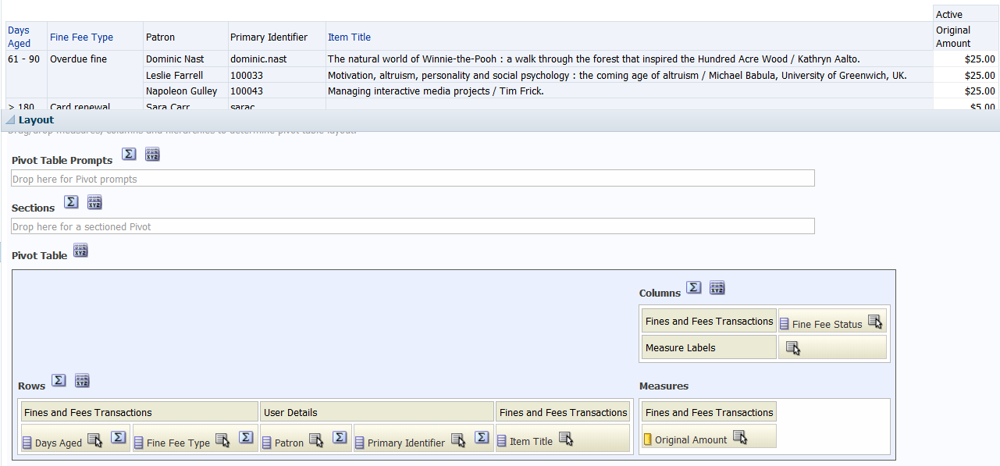 Active
Days Aged Fine Fee Type Patron Primary Identifier Item Title Original Amount
61 - 90 Overdue fine Dominic Nast dominic.nast The natural world of Winnie-the-Pooh : a walk through the forest that inspired the Hundred Acre Wood / Kathryn Aalto. $25.00
Leslie Farrell 100033 Motivation, altruism, personality and social psychology : the coming age of altruism / Michael Babula, University of Greenwich, UK. $25.00
Napoleon Gulley 100043 Managing interactive media projects / Tim Frick. $25.00
> 180 Card renewal Sara Carr sarac $5.00
Layout
Drag/drop measures, columns and hierarchies to determine pivot table layout.
Pivot Table Prompts
Drop here for Pivot prompts
Sections
Drop here for a sectioned Pivot
Pivot Table
Columns
Fines and Fees Transactions Fine Fee Status
Measure Labels
Rows Measures
Fines and Fees Transactions User Details Fines and Fees Transactions Fines and Fees Transactions
Days Aged Fine Fee Type Patron Primary Identifier Item Title Original Amount